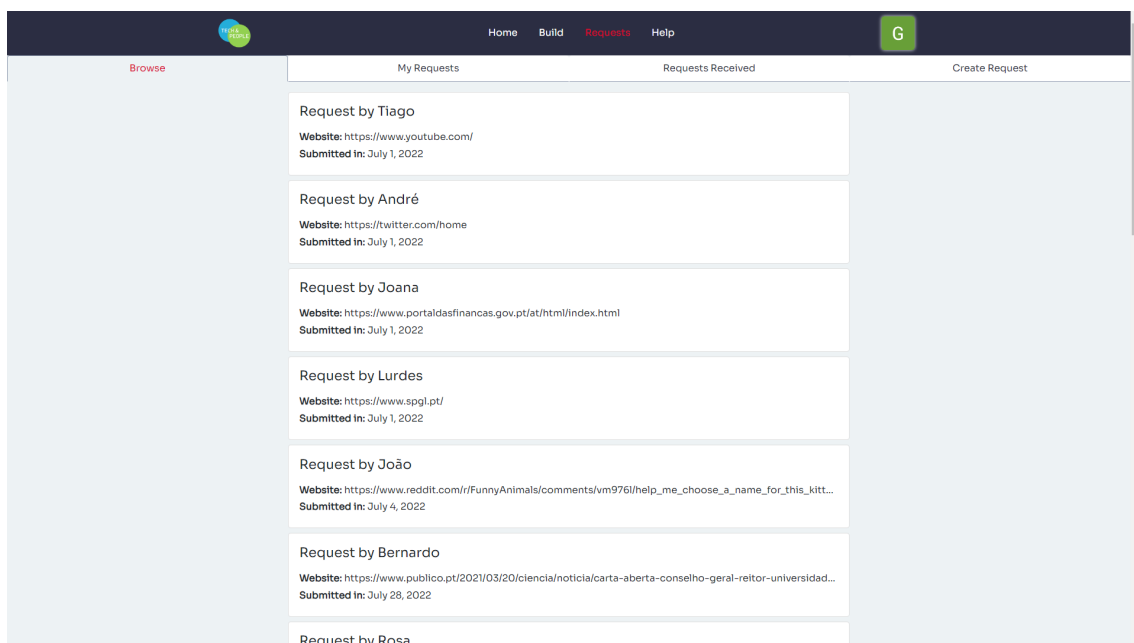 TECH &
PEOPLE
Home Build Requests Help
G
Browse My Requests Requests Received Create Request
Request by Tiago
Website: https://www.youtube.com/
Submitted in: July 1, 2022
Request by André
Website: https://twitter.com/home
Submitted in: July 1, 2022
Request by Joana
Website: https://www.portaldasfinancas.gov.pt/at/html/index.html
Submitted in: July 1, 2022
Request by Lurdes
Website: https://www.spgl.pt/
Submitted in: July 1, 2022
Request by João
Website: https://www.reddit.com/r/FunnyAnimals/comments/vm976l/help_me_choose_a_name_for_this_kitt...
Submitted in: July 4, 2022
Request by Bernardo
Website: https://www.publico.pt/2021/03/20/ciencia/noticia/carta-aberta-conselho-geral-reitor-universidad...
Submitted in: July 28, 2022
Request by Rosa